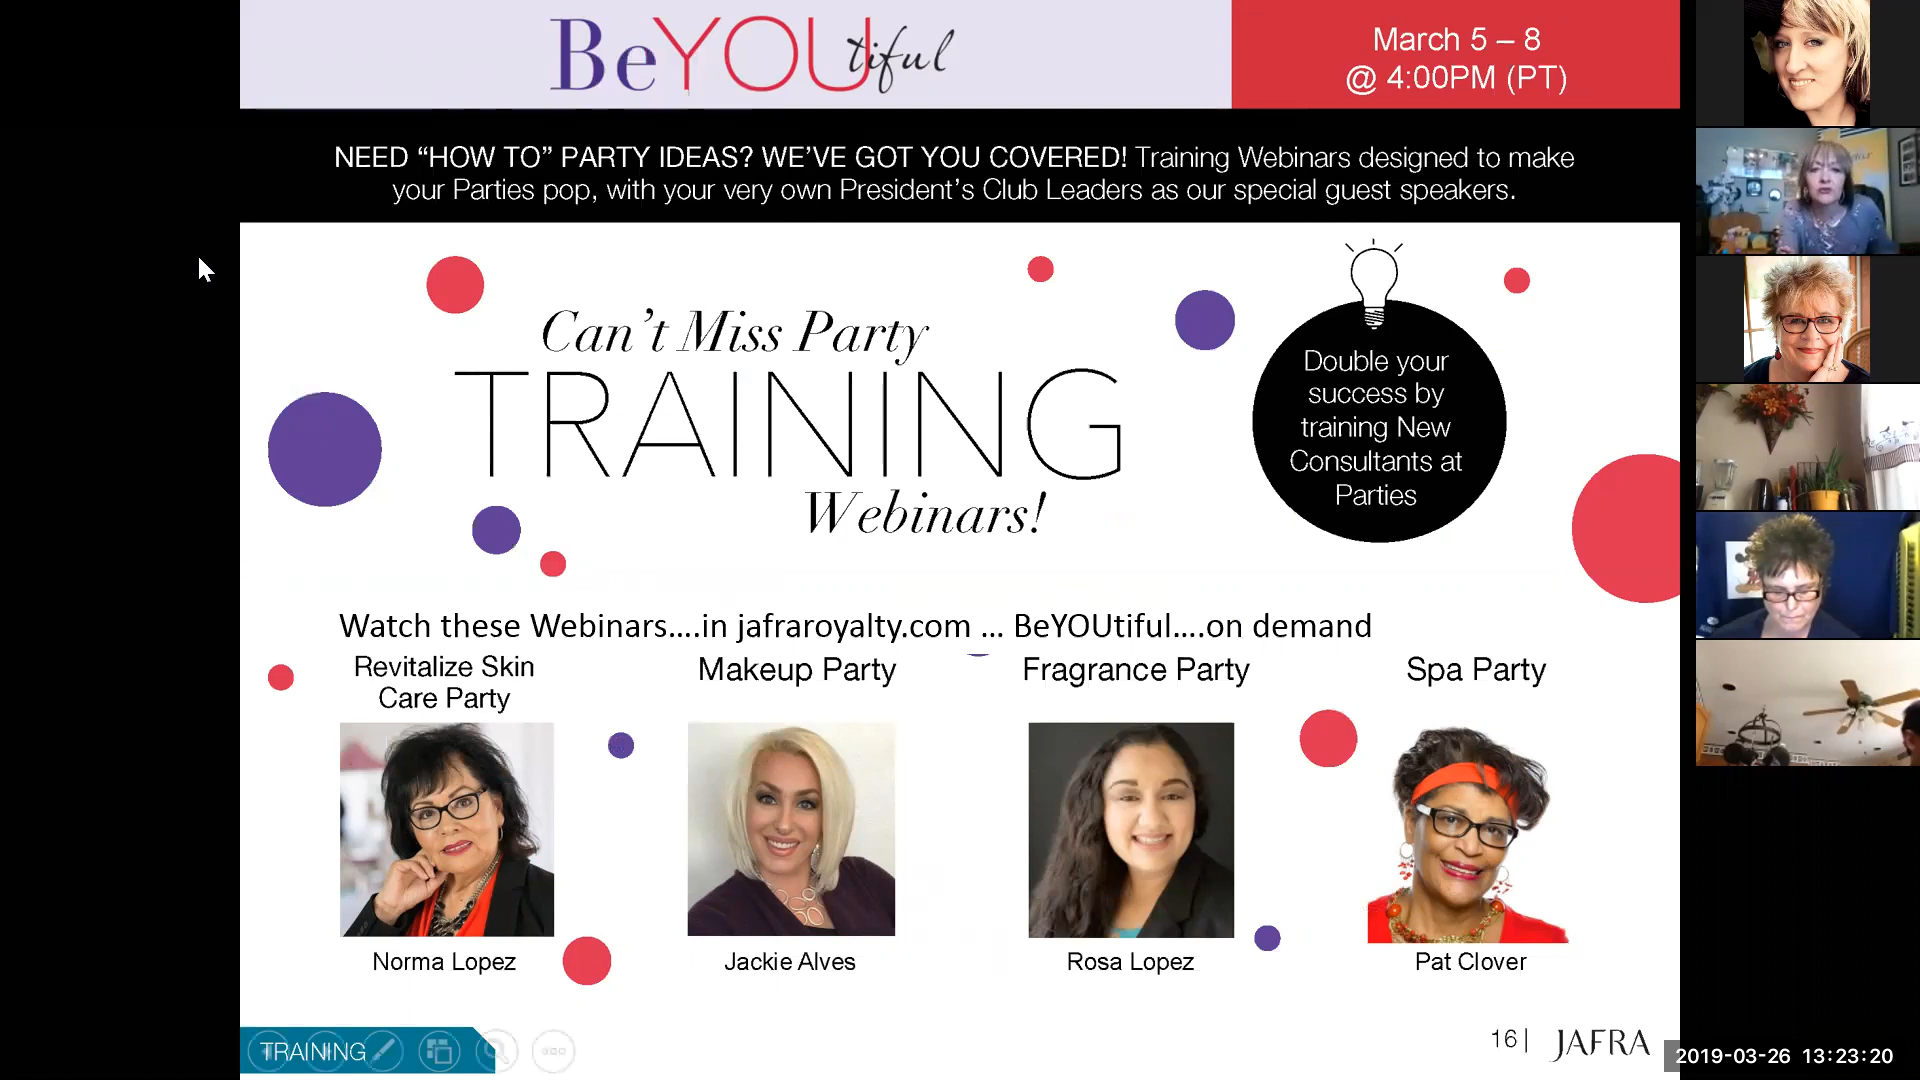 BeYOUtiful
March 5 – 8
@ 4:00PM (PT)
NEED “HOW TO” PARTY IDEAS? WE’VE GOT YOU COVERED! Training Webinars designed to make
your Parties pop, with your very own President’s Club Leaders as our special guest speakers.
Can’t Miss Party
TRAINING
Webinars!
Double your
success by
training New
Consultants at
Parties
Watch these Webinars....in jafraroyalty.com ... BeYOUtiful....on demand
Revitalize Skin
Care Party
Makeup Party
Fragrance Party
Spa Party
Norma Lopez
Jackie Alves
Rosa Lopez
Pat Clover
TRAINING
16|
JAFRA
2019-03-26 13:23:20